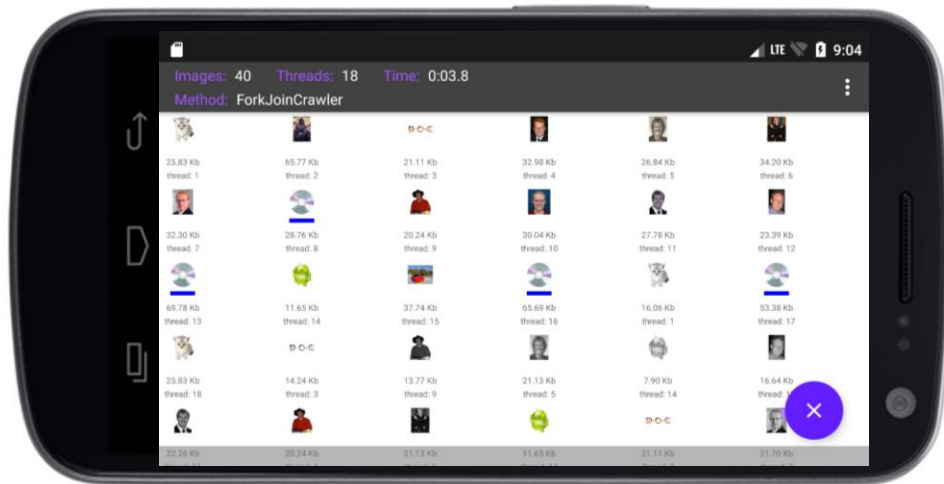 LTE 9:04
Images: 40 Threads: 18 Time: 0:03.8
Method: ForkJoinCrawler
D-O-C
25.83 Kb 65.77 Kb 21.11 Kb 32.98 Kb 26.84 Kb 34.20 Kb
thread: 1 thread: 2 thread: 3 thread: 4 thread: 5 thread: 6
32.30 Kb 28.76 Kb 20.24 Kb 30.04 Kb 27.78 Kb 23.39 Kb
thread: 7 thread: 8 thread: 9 thread: 10 thread: 11 thread: 12
69.78 Kb 11.65 Kb 37.74 Kb 65.69 Kb 16.06 Kb 53.38 Kb
thread: 13 thread: 14 thread: 15 thread: 16 thread: 1 thread: 17
D-O-C
25.83 Kb 14.24 Kb 13.77 Kb 21.13 Kb 7.90 Kb 16.64 Kb
thread: 18 thread: 3 thread: 9 thread: 5 thread: 14 thread:
D-O-C
22.26 Kb 20.24 Kb 21.13 Kb 11.65 Kb 21.11 Kb 21.70 Kb